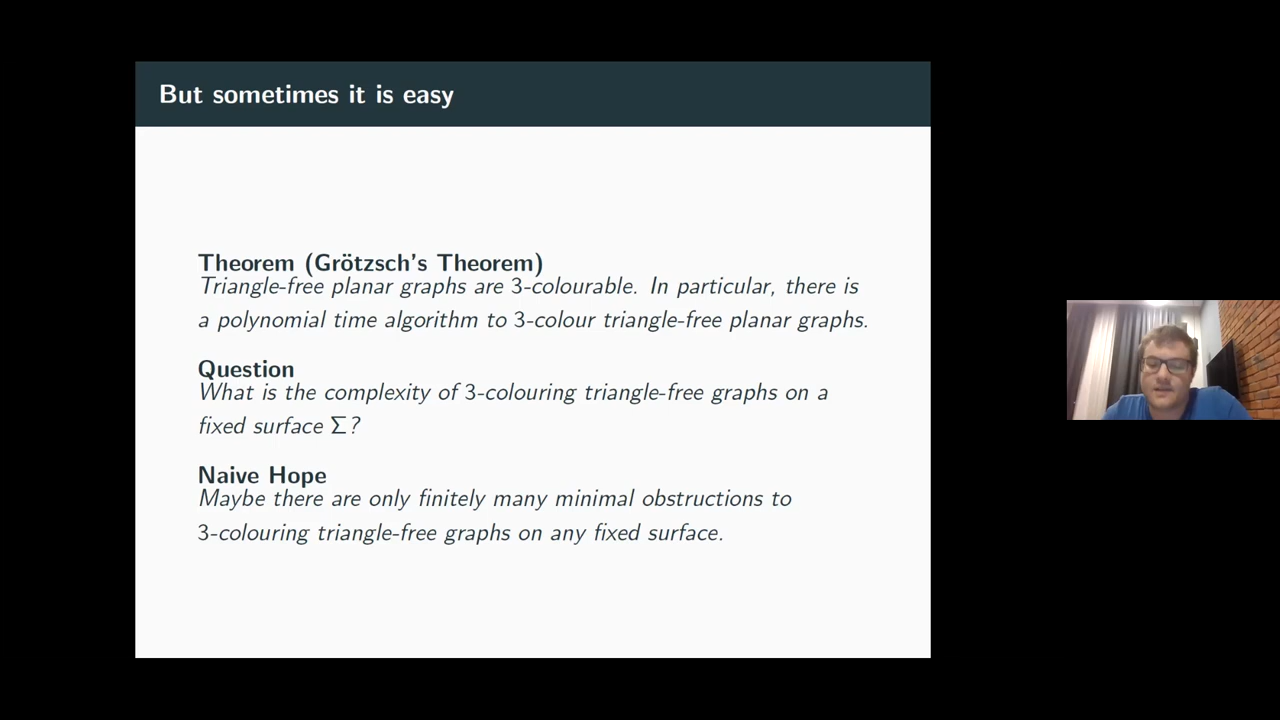 But sometimes it is easy
Theorem (Grötzsch's Theorem)
Triangle-free planar graphs are 3-colourable. In particular, there is
a polynomial time algorithm to 3-colour triangle-free planar graphs.
Question
What is the complexity of 3-colouring triangle-free graphs on a
fixed surface Σ?
Naive Hope
Maybe there are only finitely many minimal obstructions to
3-colouring triangle-free graphs on any fixed surface.